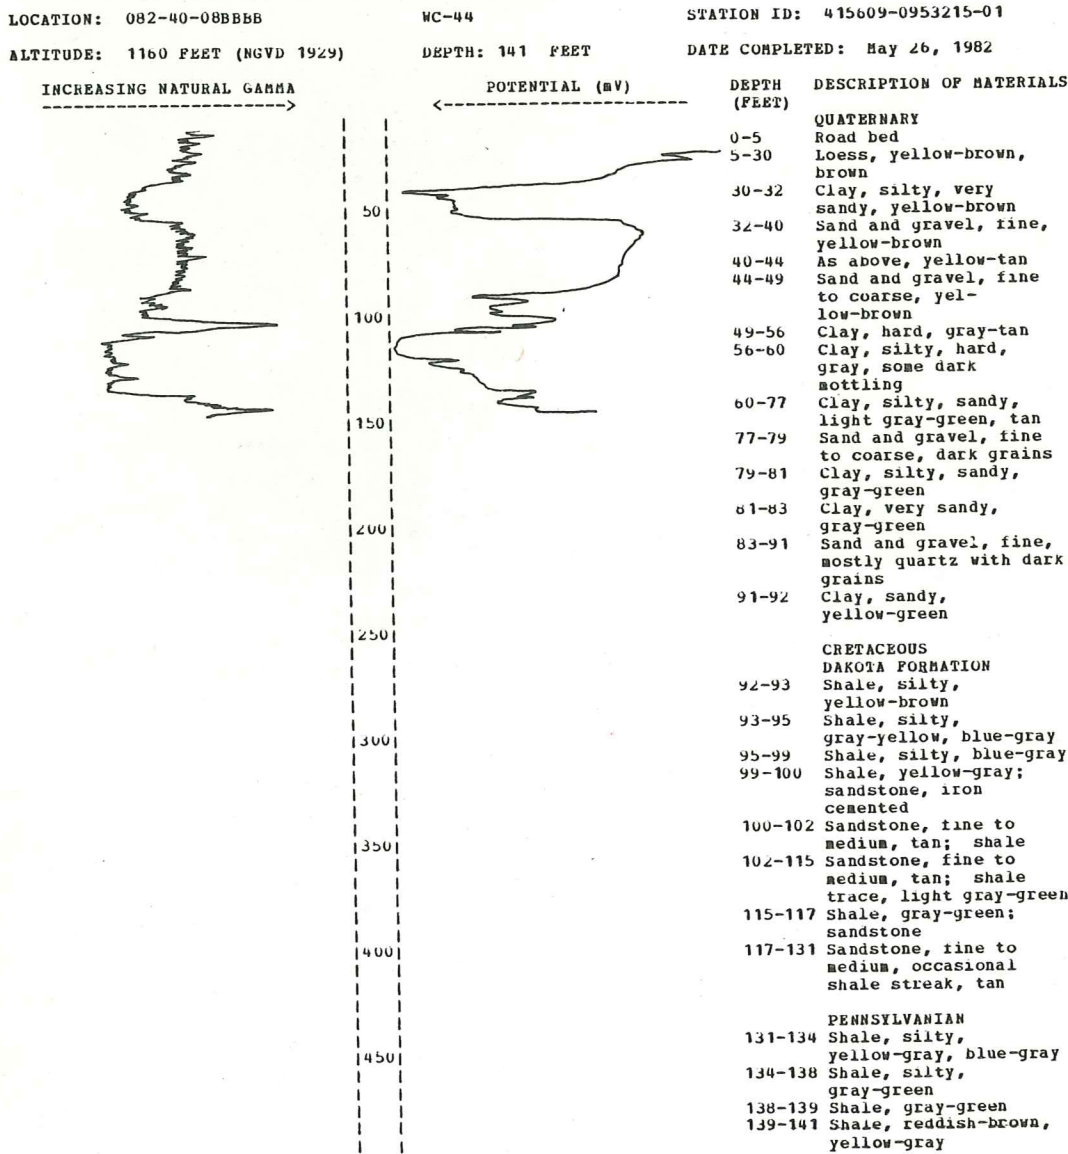 LOCATION: 082-40-08BBBB WC-44 STATION ID: 415609-0953215-01
ALTITUDE: 1160 FEET (NGVD 1929) DEPTH: 141 FEET DATE COMPLETED: May 26, 1982
INCREASING NATURAL GAMMA POTENTIAL (mV) DEPTH DESCRIPTION OF MATERIALS
(FEET)
QUATERNARY
0-5 Road bed
5-30 Loess, yellow-brown,
brown
30-32 Clay, silty, very
sandy, yellow-brown
50
32-40 Sand and gravel, fine,
yellow-brown
40-44 As above, yellow-tan
44-49 Sand and gravel, fine
to coarse, yel-
low-brown
100
49-56 Clay, hard, gray-tan
56-60 Clay, silty, hard,
gray, some dark
mottling
60-77 Clay, silty, sandy,
light gray-green, tan
150
77-79 Sand and gravel, fine
to coarse, dark grains
79-81 Clay, silty, sandy,
gray-green
81-83 Clay, very sandy,
gray-green
200
83-91 Sand and gravel, fine,
mostly quartz with dark
grains
91-92 Clay, sandy,
yellow-green
250
CRETACEOUS
DAKOTA FORMATION
92-93 Shale, silty,
yellow-brown
93-95 Shale, silty,
gray-yellow, blue-gray
300
95-99 Shale, silty, blue-gray
99-100 Shale, yellow-gray;
sandstone, iron
cemented
100-102 Sandstone, fine to
medium, tan; shale
350
102-115 Sandstone, fine to
medium, tan; shale
trace, light gray-green
115-117 Shale, gray-green;
sandstone
400
117-131 Sandstone, fine to
medium, occasional
shale streak, tan
PENNSYLVANIAN
131-134 Shale, silty,
yellow-gray, blue-gray
450
134-138 Shale, silty,
gray-green
138-139 Shale, gray-green
139-141 Shale, reddish-brown,
yellow-gray